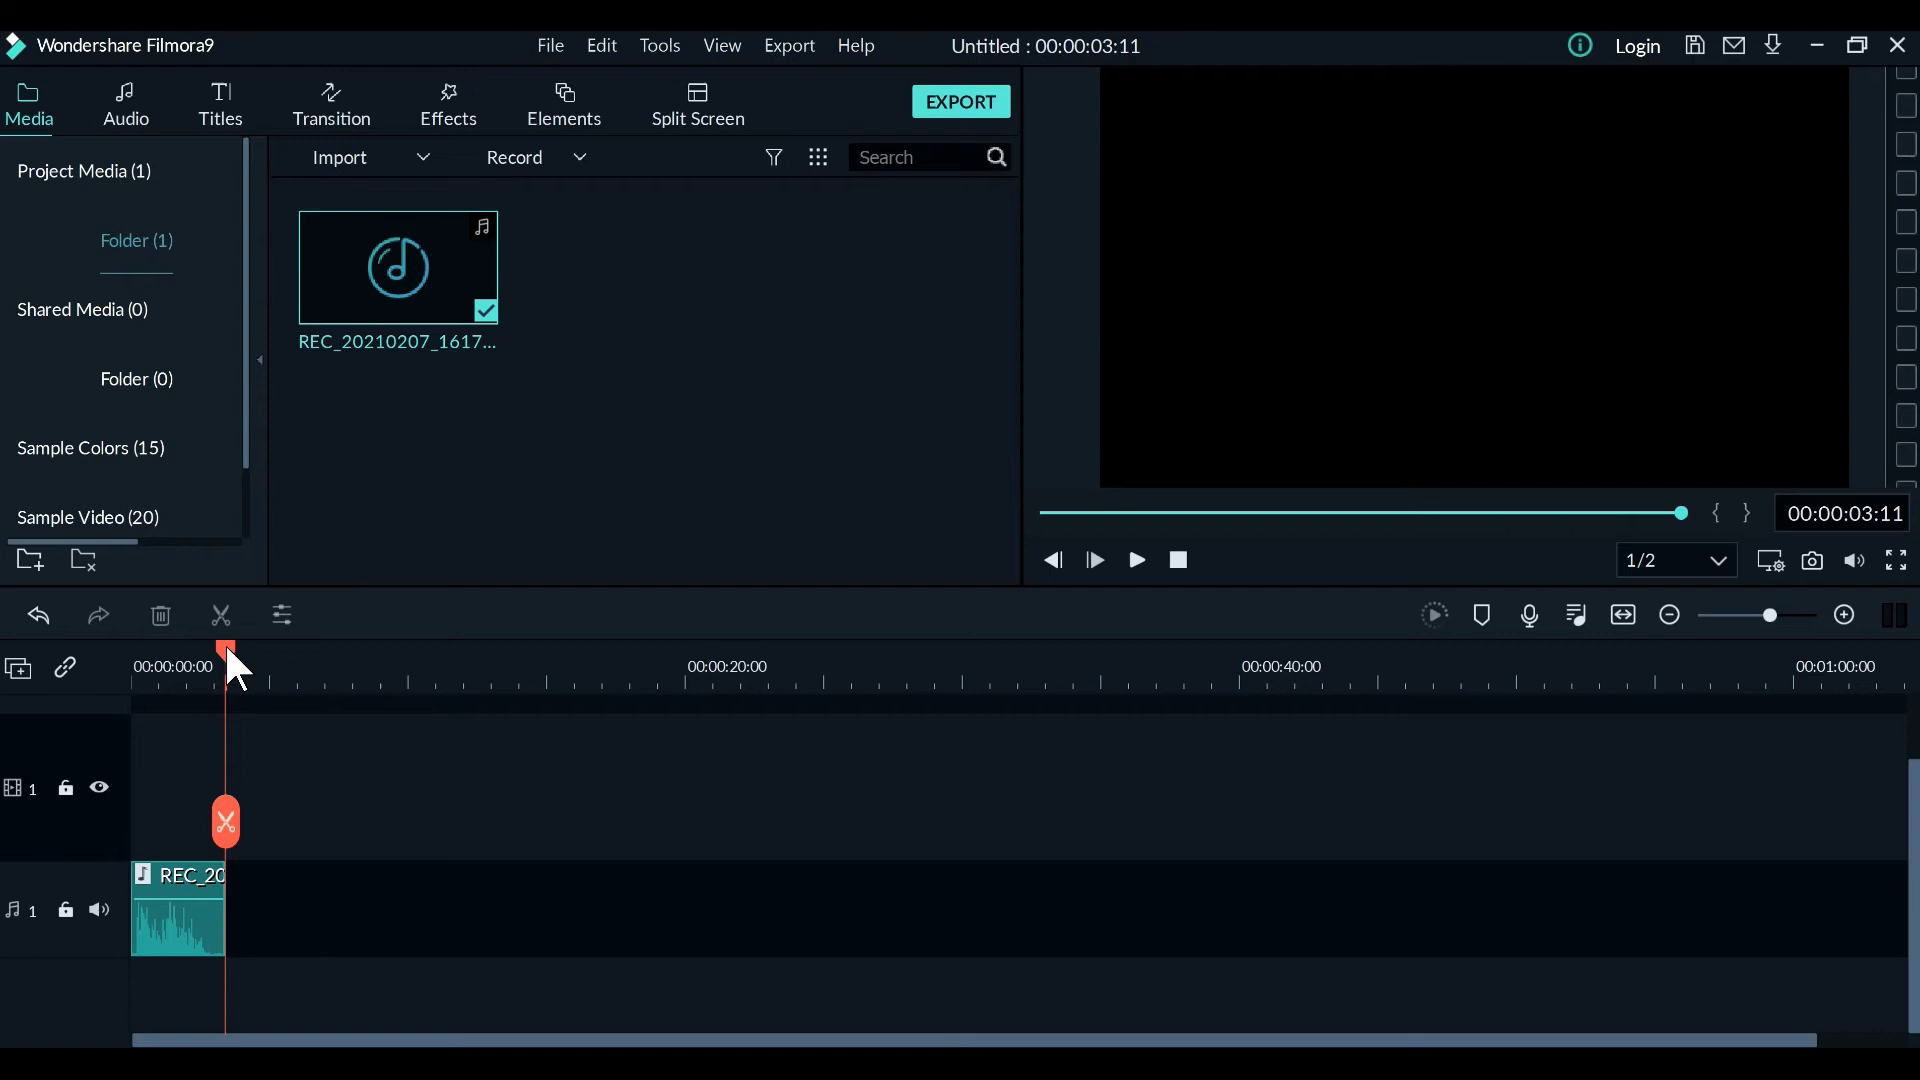 Wondershare Filmora9
File Edit Tools View Export Help
Untitled : 00:00:03:11
Login
Media
Audio
Titles
Transition
Effects
Elements
Split Screen
EXPORT
Project Media (1)
Folder (1)
Shared Media (0)
Folder (0)
Sample Colors (15)
Sample Video (20)
Import
Record
Search
REC_20210207_1617...
00:00:03:11
1/2
00:00:00:00
00:00:20:00
00:00:40:00
00:01:00:00
1
REC_20
1